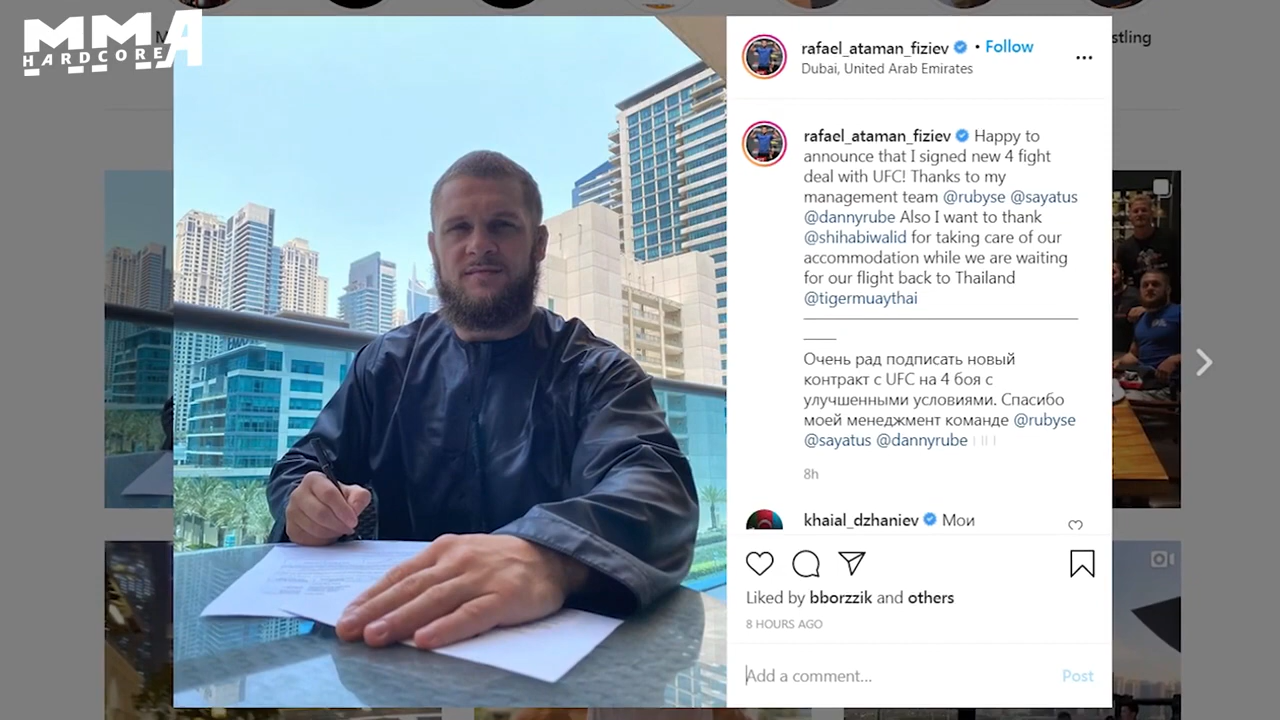 MMA
HARDCORE
stling
rafael_ataman_fiziev • Follow
Dubai, United Arab Emirates
rafael_ataman_fiziev Happy to
announce that I signed new 4 fight
deal with UFC! Thanks to my
management team @rubyse @sayatus
@dannyrube Also I want to thank
@shihabiwalid for taking care of our
accommodation while we are waiting
for our flight back to Thailand
@tigermuaythai
Очень рад подписать новый
контракт с UFC на 4 боя с
улучшенными условиями. Спасибо
моей менеджмент команде @rubyse
@sayatus @dannyrube
8h
khaial_dzhaniev Мои
Liked by bborzzik and others
8 HOURS AGO
Add a comment... Post